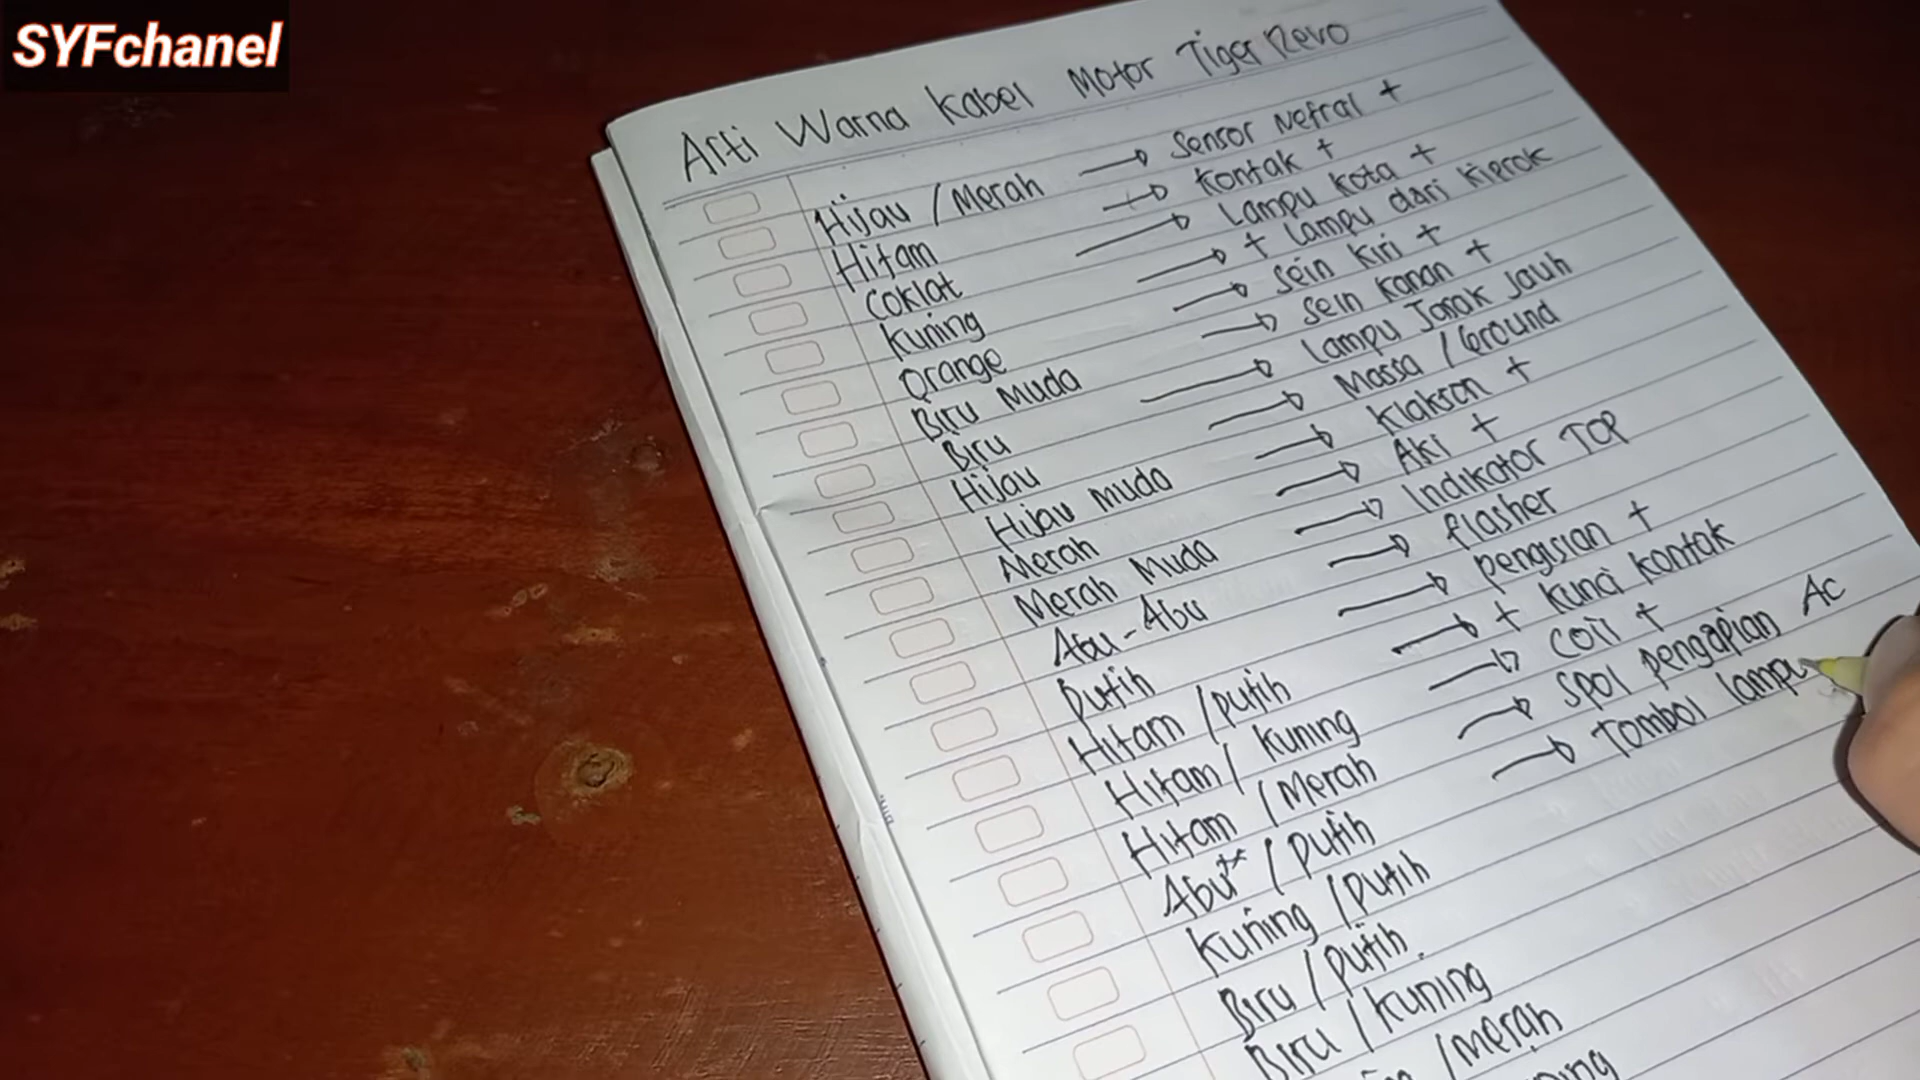 SYFchanel
Arti Warna Kabel Motor Tiger Revo
Hijau / Merah → Sensor Netral +
Hitam → Kontak +
Coklat → Lampu Kota +
Kuning → + Lampu dari Kiprok
Orange → Sein Kiri +
Biru Muda → Sein Kanan +
Biru → Lampu Jarak Jauh
Hijau → Massa / Ground
Hijau muda → Klakson +
Merah → Aki +
Merah Muda → Indikator TOP
Abu-Abu → flasher
Putih → pengisian +
Hitam / putih → + kunci kontak
Hitam / Kuning → Coil +
Hitam / Merah → Spol pengapian AC
Abu / putih → Tombol lampu
Kuning / putih
Biru / putih
Biru / Kuning
/ merah